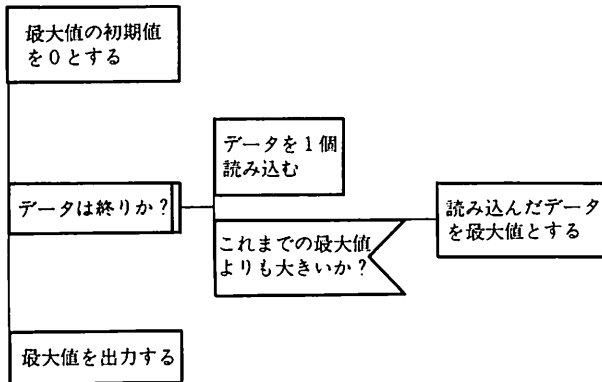 最大値の初期値
を0とする
データを1個
読み込む
データは終りか?
これまでの最大値
よりも大きいか?
読み込んだデータ
を最大値とする
最大値を出力する